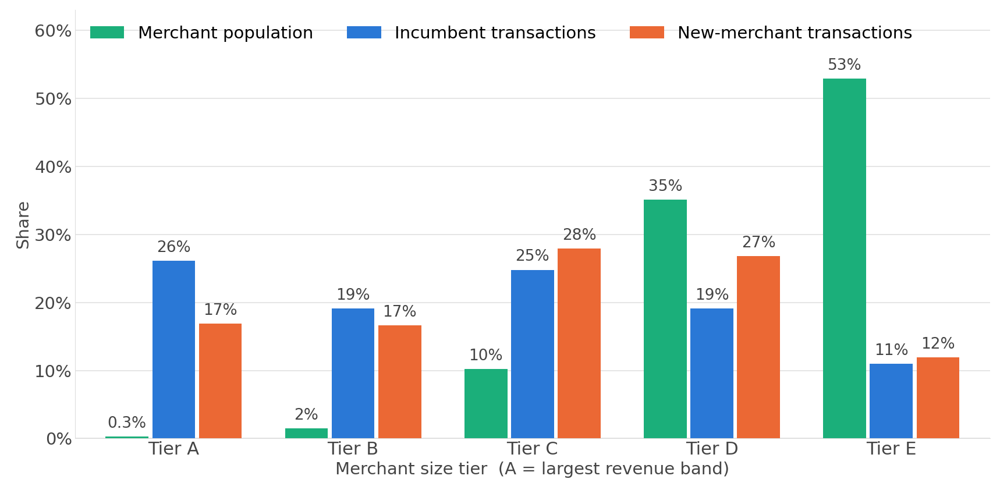 Merchant population Incumbent transactions New-merchant transactions
60%
50%
40%
30%
20%
10%
0%
Share
0.3% 26% 17%
2% 19% 17%
10% 25% 28%
35% 19% 27%
53% 11% 12%
Tier A Tier B Tier C Tier D Tier E
Merchant size tier (A = largest revenue band)